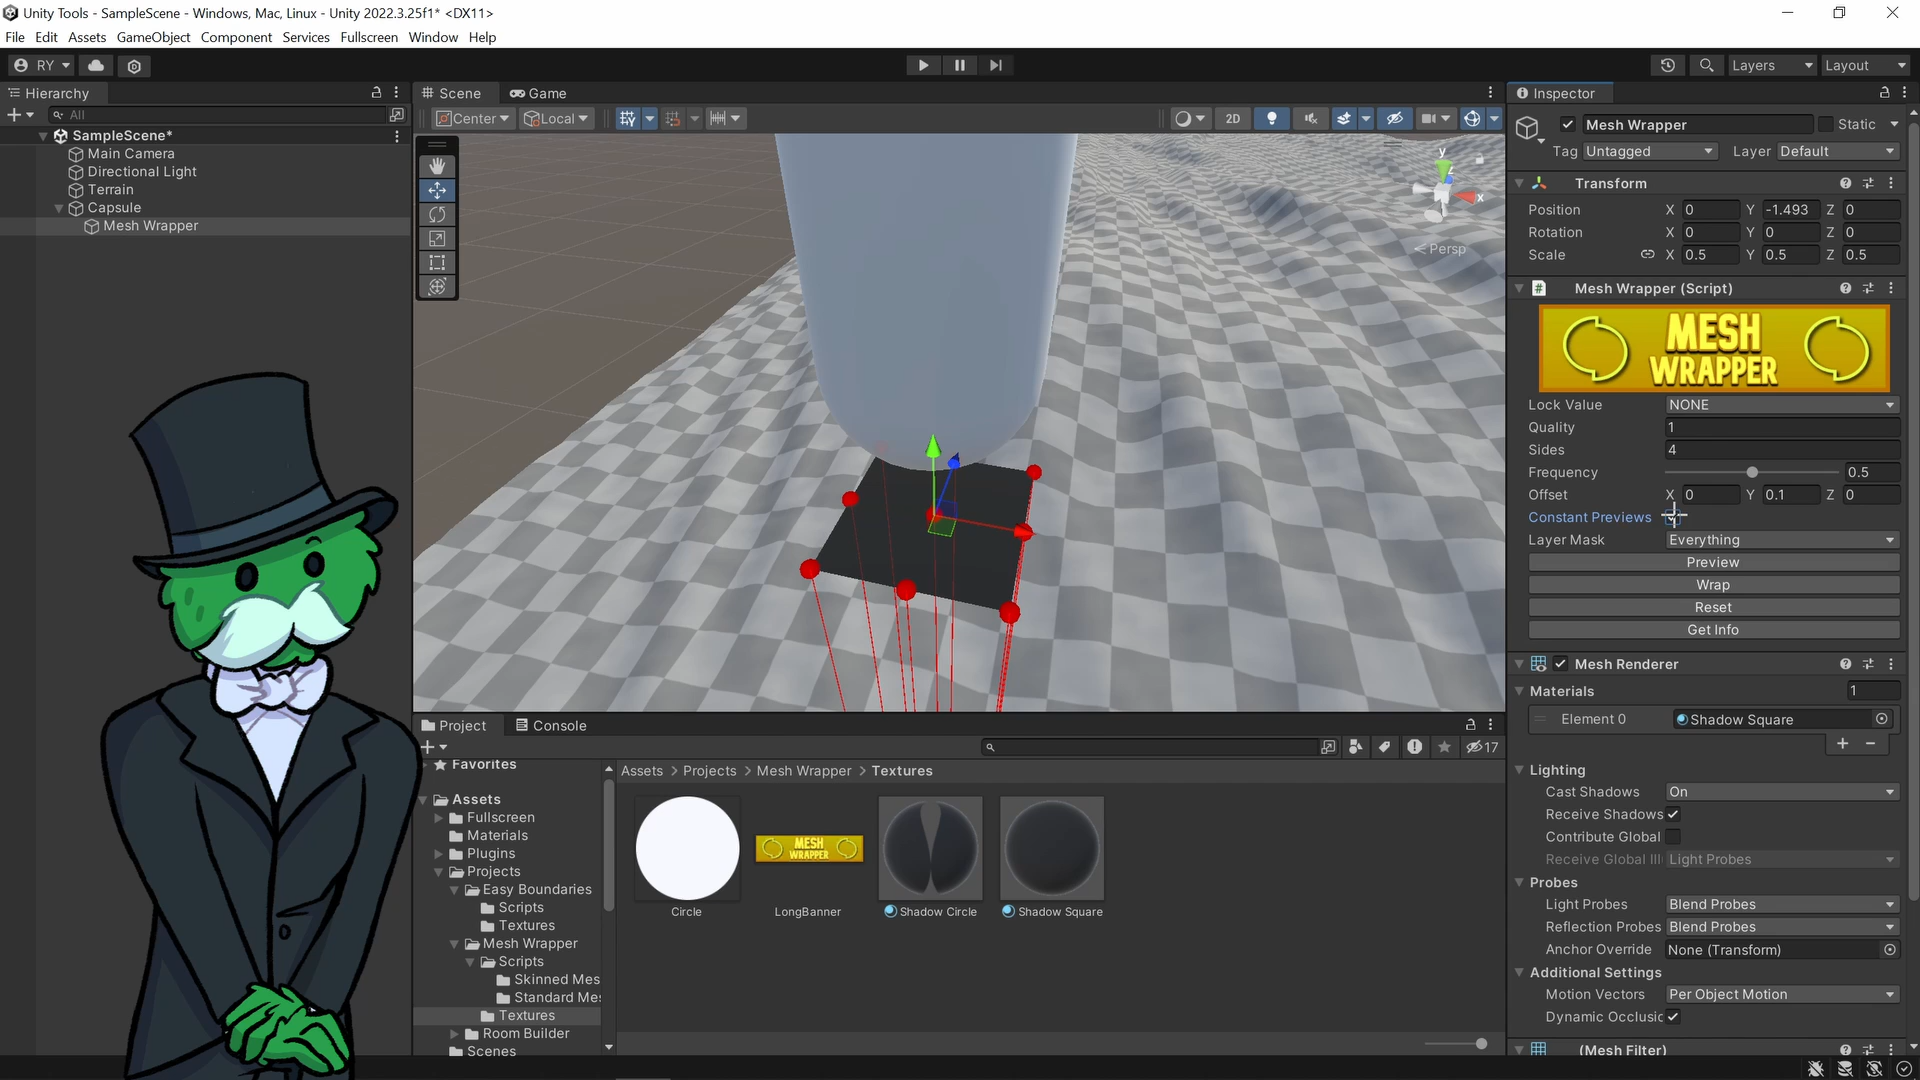 Unity Tools - SampleScene - Windows, Mac, Linux - Unity 2022.3.25f1* <DX11>
File Edit Assets GameObject Component Services Fullscreen Window Help
RY Layers Layout
Hierarchy
All
SampleScene*
Main Camera
Directional Light
Terrain
Capsule
Mesh Wrapper
Scene Game
Center Local 2D
y
x
Persp
Inspector
Mesh Wrapper Static
Tag Untagged Layer Default
Transform
Position X 0 Y -1.493 Z 0
Rotation X 0 Y 0 Z 0
Scale X 0.5 Y 0.5 Z 0.5
# Mesh Wrapper (Script)
MESH
WRAPPER
Lock Value NONE
Quality 1
Sides 4
Frequency 0.5
Offset X 0 Y 0.1 Z 0
Constant Previews
Layer Mask Everything
Preview
Wrap
Reset
Get Info
Mesh Renderer
Materials 1
Element 0 Shadow Square
Lighting
Cast Shadows On
Receive Shadows
Contribute Global
Receive Global Ill Light Probes
Probes
Light Probes Blend Probes
Reflection Probes Blend Probes
Anchor Override None (Transform)
Additional Settings
Motion Vectors Per Object Motion
Dynamic Occlusic
(Mesh Filter)
Project Console
17
Favorites
Assets
Fullscreen
Materials
Plugins
Projects
Easy Boundaries
Scripts
Textures
Mesh Wrapper
Scripts
Skinned Mes
Standard Me
Textures
Room Builder
Scenes
Assets > Projects > Mesh Wrapper > Textures
MESH
WRAPPER
Circle LongBanner Shadow Circle Shadow Square